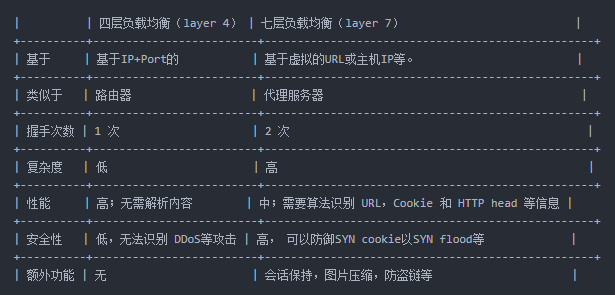 四层负载均衡（layer 4） 七层负载均衡（layer 7）
基于 基于IP+Port的 基于虚拟的URL或主机IP等。
类似于 路由器 代理服务器
握手次数 1 次 2 次
复杂度 低 高
性能 高；无需解析内容 中；需要算法识别 URL，Cookie 和 HTTP head 等信息
安全性 低，无法识别 DDoS等攻击 高， 可以防御SYN cookie以SYN flood等
额外功能 无 会话保持，图片压缩，防盗链等